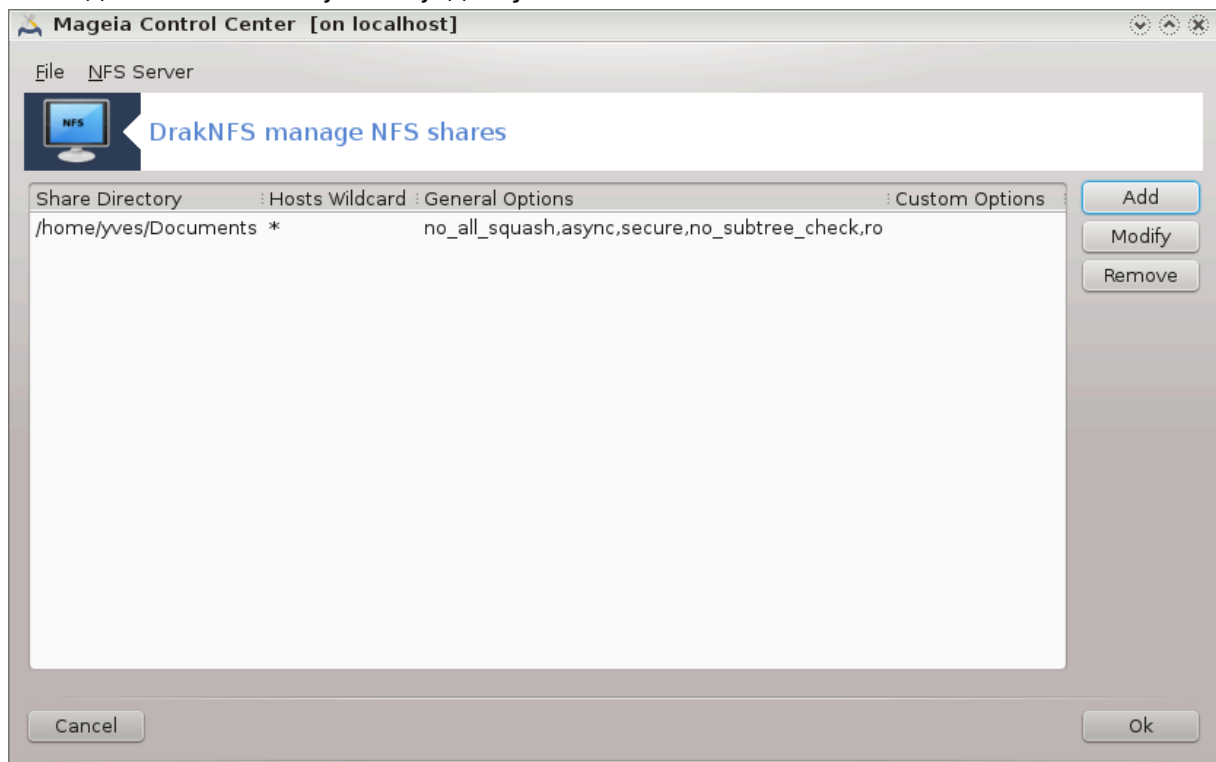 Mageia Control Center [on localhost]
File NFS Server
NFS
DrakNFS manage NFS shares
Share Directory Hosts Wildcard General Options Custom Options
/home/yves/Documents * no_all_squash,async,secure,no_subtree_check,ro
Add
Modify
Remove
Cancel Ok